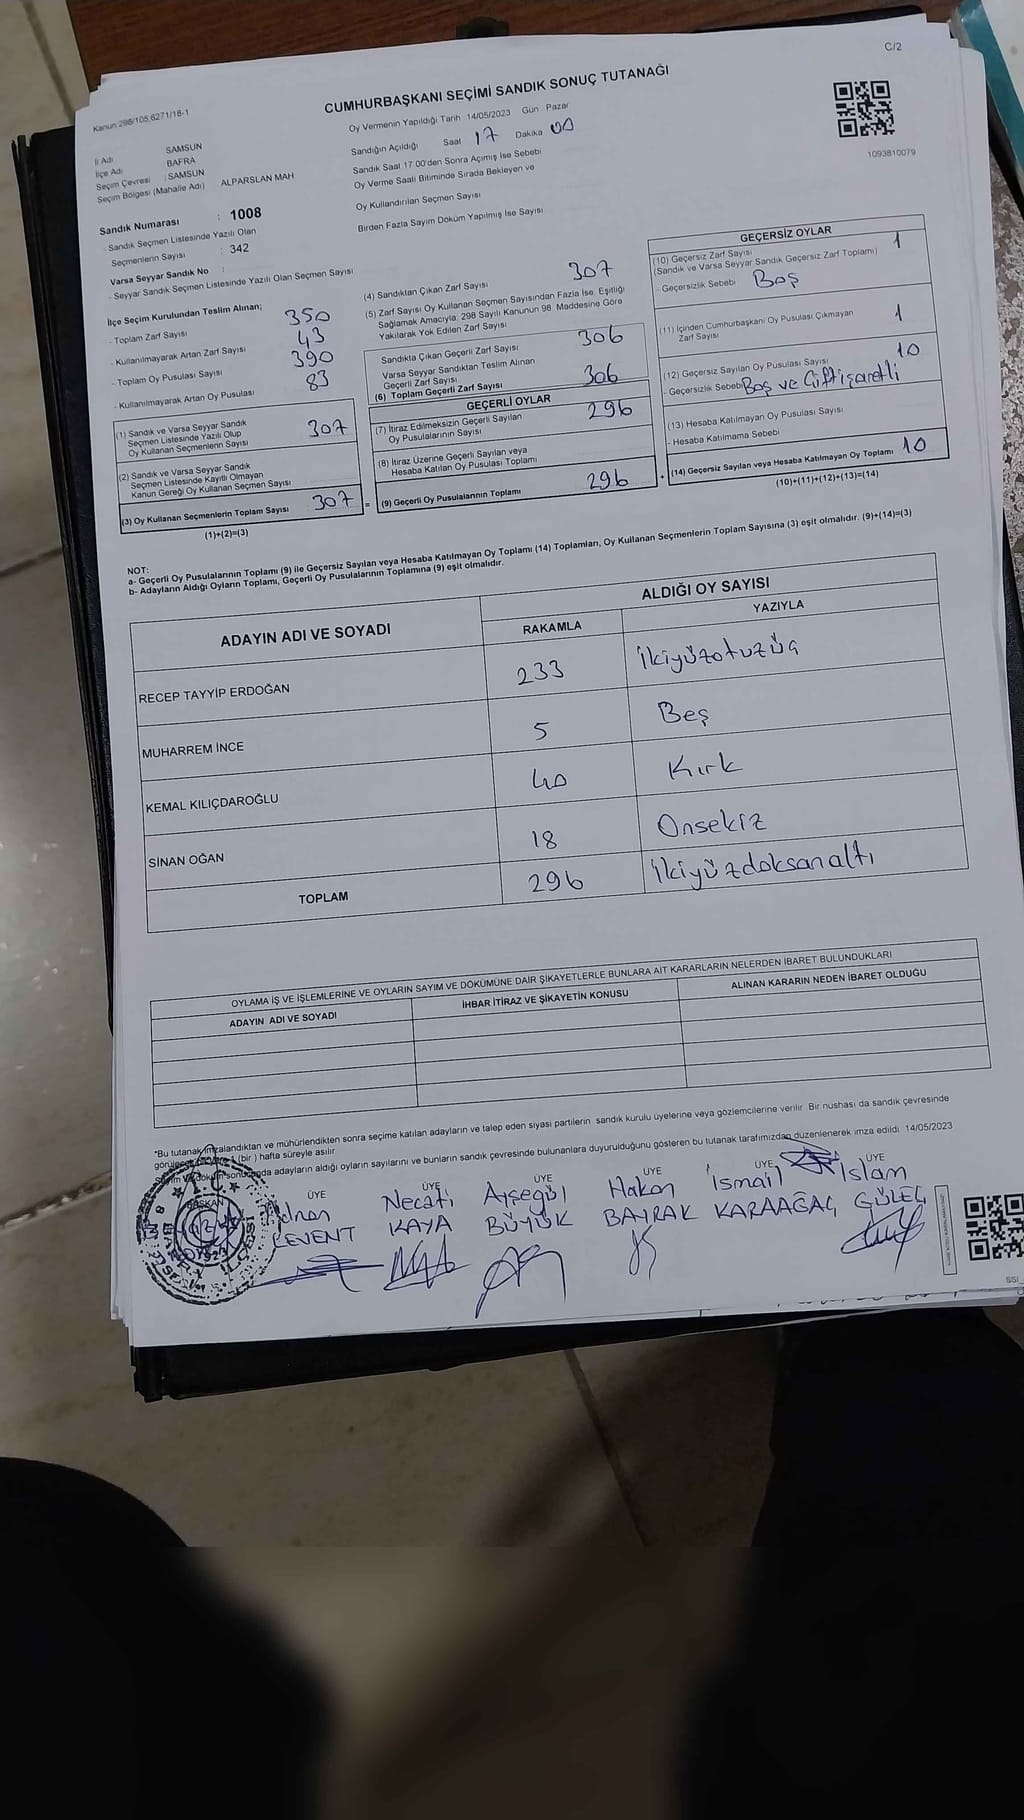 C/2
Kanun:298/105;6271/18-1
CUMHURBAŞKANI SEÇİMİ SANDIK SONUÇ TUTANAĞI
İl Adı SAMSUN
İlçe Adı : BAFRA
Seçim Çevresi : SAMSUN
Seçim Bölgesi (Mahalle Adı) ALPARSLAN MAH
Sandık Numarası : 1008
- Sandık Seçmen Listesinde Yazılı Olan
Seçmenlerin Sayısı : 342
Varsa Seyyar Sandık No :
- Seyyar Sandık Seçmen Listesinde Yazılı Olan Seçmen Sayısı
Oy Vermenin Yapıldığı Tarih 14/05/2023 Gün Pazar
Sandığın Açıldığı Saat 17 Dakika 00
Sandık Saat 17:00'den Sonra Açımış İse Sebebi
Oy Verme Saati Bitiminde Sırada Bekleyen ve
Oy Kullandırılan Seçmen Sayısı
Birden Fazla Sayım Döküm Yapılmış İse Sayısı
1093810079
İlçe Seçim Kurulundan Teslim Alınan;
- Toplam Zarf Sayısı 350
- Kullanılmayarak Artan Zarf Sayısı 43
- Toplam Oy Pusulası Sayısı 390
- Kullanılmayarak Artan Oy Pusulası 83
(1) Sandık ve Varsa Seyyar Sandık
Seçmen Listesinde Yazılı Olup
Oy Kullanan Seçmenlerin Sayısı 307
(2) Sandık ve Varsa Seyyar Sandık
Seçmen Listesinde Kayıtlı Olmayan
Kanun Gereği Oy Kullanan Seçmen Sayısı
(3) Oy Kullanan Seçmenlerin Toplam Sayısı 307
(1)+(2)=(3)
(4) Sandıktan Çıkan Zarf Sayısı 307
(5) Zarf Sayısı Oy Kullanan Seçmen Sayısından Fazla İse, Eşitliği
Sağlamak Amacıyla, 298 Sayılı Kanunun 98. Maddesine Göre
Yakılarak Yok Edilen Zarf Sayısı
Sandıkta Çıkan Geçerli Zarf Sayısı 306
Varsa Seyyar Sandıktan Teslim Alınan
Geçerli Zarf Sayısı
(6) Toplam Geçerli Zarf Sayısı 306
GEÇERLİ OYLAR
(7) İtiraz Edilmeksizin Geçerli Sayılan
Oy Pusulalarının Sayısı 296
(8) İtiraz Üzerine Geçerli Sayılan veya
Hesaba Katılan Oy Pusulası Toplamı
= (9) Geçerli Oy Pusulalarının Toplamı 296
GEÇERSİZ OYLAR
(10) Geçersiz Zarf Sayısı 1
(Sandık ve Varsa Seyyar Sandık Geçersiz Zarf Toplamı)
- Geçersizlik Sebebi Boş
(11) İçinden Cumhurbaşkanı Oy Pusulası Çıkmayan
Zarf Sayısı 1
(12) Geçersiz Sayılan Oy Pusulası Sayısı 10
- Geçersizlik Sebebi Boş ve Çift işaretli
(13) Hesaba Katılmayan Oy Pusulası Sayısı
- Hesaba Katılmama Sebebi
+ (14) Geçersiz Sayılan veya Hesaba Katılmayan Oy Toplamı 10
(10)+(11)+(12)+(13)=(14)
NOT:
a- Geçerli Oy Pusulalarının Toplamı (9) ile Geçersiz Sayılan veya Hesaba Katılmayan Oy Toplamı (14) Toplamları, Oy Kullanan Seçmenlerin Toplam Sayısına (3) eşit olmalıdır. (9)+(14)=(3)
b- Adayların Aldığı Oyların Toplamı, Geçerli Oy Pusulalarının Toplamına (9) eşit olmalıdır.
ADAYIN ADI VE SOYADI ALDIĞI OY SAYISI
RAKAMLA YAZIYLA
RECEP TAYYİP ERDOĞAN 233 İkiyüzotuzüç
MUHARREM İNCE 5 Beş
KEMAL KILIÇDAROĞLU 40 Kırk
SİNAN OĞAN 18 Onsekiz
TOPLAM 296 İkiyüzdoksanaltı
OYLAMA İŞ VE İŞLEMLERİNE VE OYLARIN SAYIM VE DÖKÜMÜNE DAİR ŞİKAYETLERLE BUNLARA AİT KARARLARIN NELERDEN İBARET BULUNDUKLARI
ADAYIN ADI VE SOYADI İHBAR İTİRAZ VE ŞİKAYETİN KONUSU ALINAN KARARIN NEDEN İBARET OLDUĞU
*Bu tutanak imzalandıktan ve mühürlendikten sonra seçime katılan adayların ve talep eden siyasi partilerin sandık kurulu üyelerine veya gözlemcilerine verilir. Bir nushası da sandık çevresinde
(bir) hafta süreyle asılır.
adayların aldığı oyların sayılarını ve bunların sandık çevresinde bulunanlara duyurulduğunu gösteren bu tutanak tarafımızdan düzenlenerek imza edildi. 14/05/2023
BAŞKAN ÜYE ÜYE ÜYE ÜYE ÜYE ÜYE
Adnan Necati Ayşegül Hakan İsmail İslam
LEVENT KAYA BÜYÜK BAYRAK KARAAĞAÇ GÜLEÇ